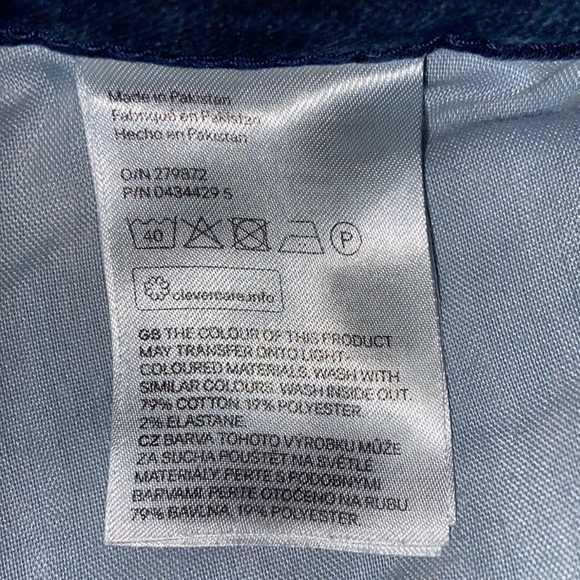 Made in Pakistan
Fabriqué en Pakistan
Hecho en Pakistan
O/N 279872
P/N 0434429 5
40 P
clevercare.info
GB THE COLOUR OF THIS PRODUCT
MAY TRANSFER ONTO LIGHT-
COLOURED MATERIALS. WASH WITH
SIMILAR COLOURS. WASH INSIDE OUT.
79% COTTON. 19% POLYESTER.
2% ELASTANE.
CZ BARVA TOHOTO VÝROBKU MŮŽE
ZA SUCHA POUŠTĚT NA SVĚTLÉ
MATERIÁLY. PERTE S PODOBNÝMI
BARVAMI. PERTE OTOČENO NA RUBU.
79% BAVLNA. 19% POLYESTER.